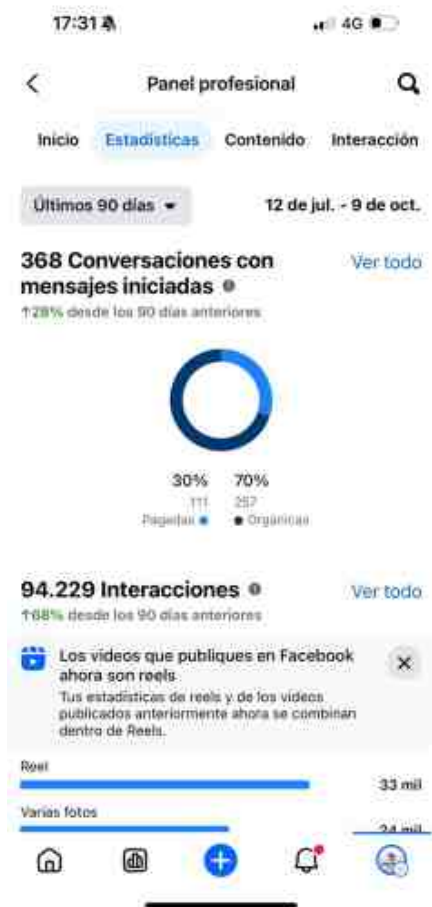 17:31
4G
Panel profesional
Inicio Estadísticas Contenido Interacción
Últimos 90 días
12 de jul. - 9 de oct.
368 Conversaciones con
mensajes iniciadas
Ver todo
↑28% desde los 90 días anteriores
30% 70%
111 257
Pagadas Orgánicas
94.229 Interacciones
Ver todo
↑68% desde los 90 días anteriores
Los videos que publiques en Facebook
ahora son reels
Tus estadísticas de reels y de los videos
publicados anteriormente ahora se combinan
dentro de Reels.
Reel
33 mil
Varias fotos
24 mil